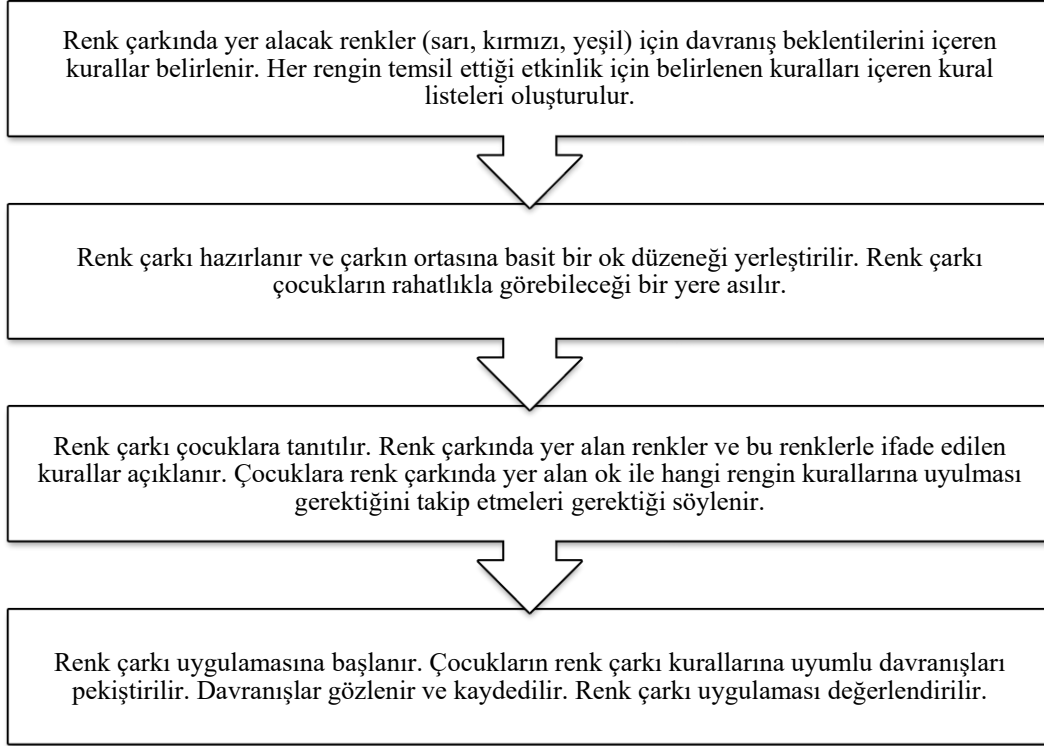 Renk çarkında yer alacak renkler (sarı, kırmızı, yeşil) için davranış beklentilerini içeren
kurallar belirlenir. Her rengin temsil ettiği etkinlik için belirlenen kuralları içeren kural
listeleri oluşturulur.
Renk çarkı hazırlanır ve çarkın ortasına basit bir ok düzeneği yerleştirilir. Renk çarkı
çocukların rahatlıkla görebileceği bir yere asılır.
Renk çarkı çocuklara tanıtılır. Renk çarkında yer alan renkler ve bu renklerle ifade edilen
kurallar açıklanır. Çocuklara renk çarkında yer alan ok ile hangi rengin kurallarına uyulması
gerektiğini takip etmeleri gerektiği söylenir.
Renk çarkı uygulamasına başlanır. Çocukların renk çarkı kurallarına uyumlu davranışları
pekiştirilir. Davranışlar gözlenir ve kaydedilir. Renk çarkı uygulaması değerlendirilir.